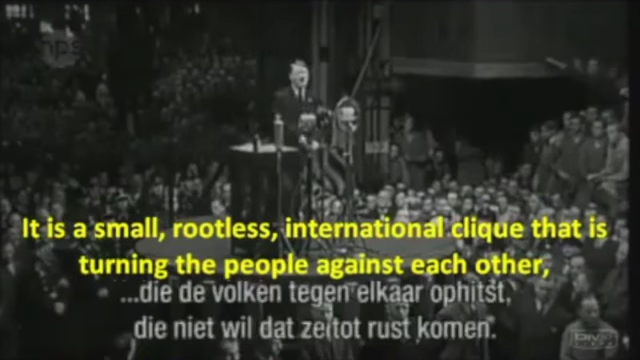 nps
It is a small, rootless, international clique that is
turning the people against each other,
...die de volken tegen elkaar ophitst,
die niet wil dat ze tot rust komen.